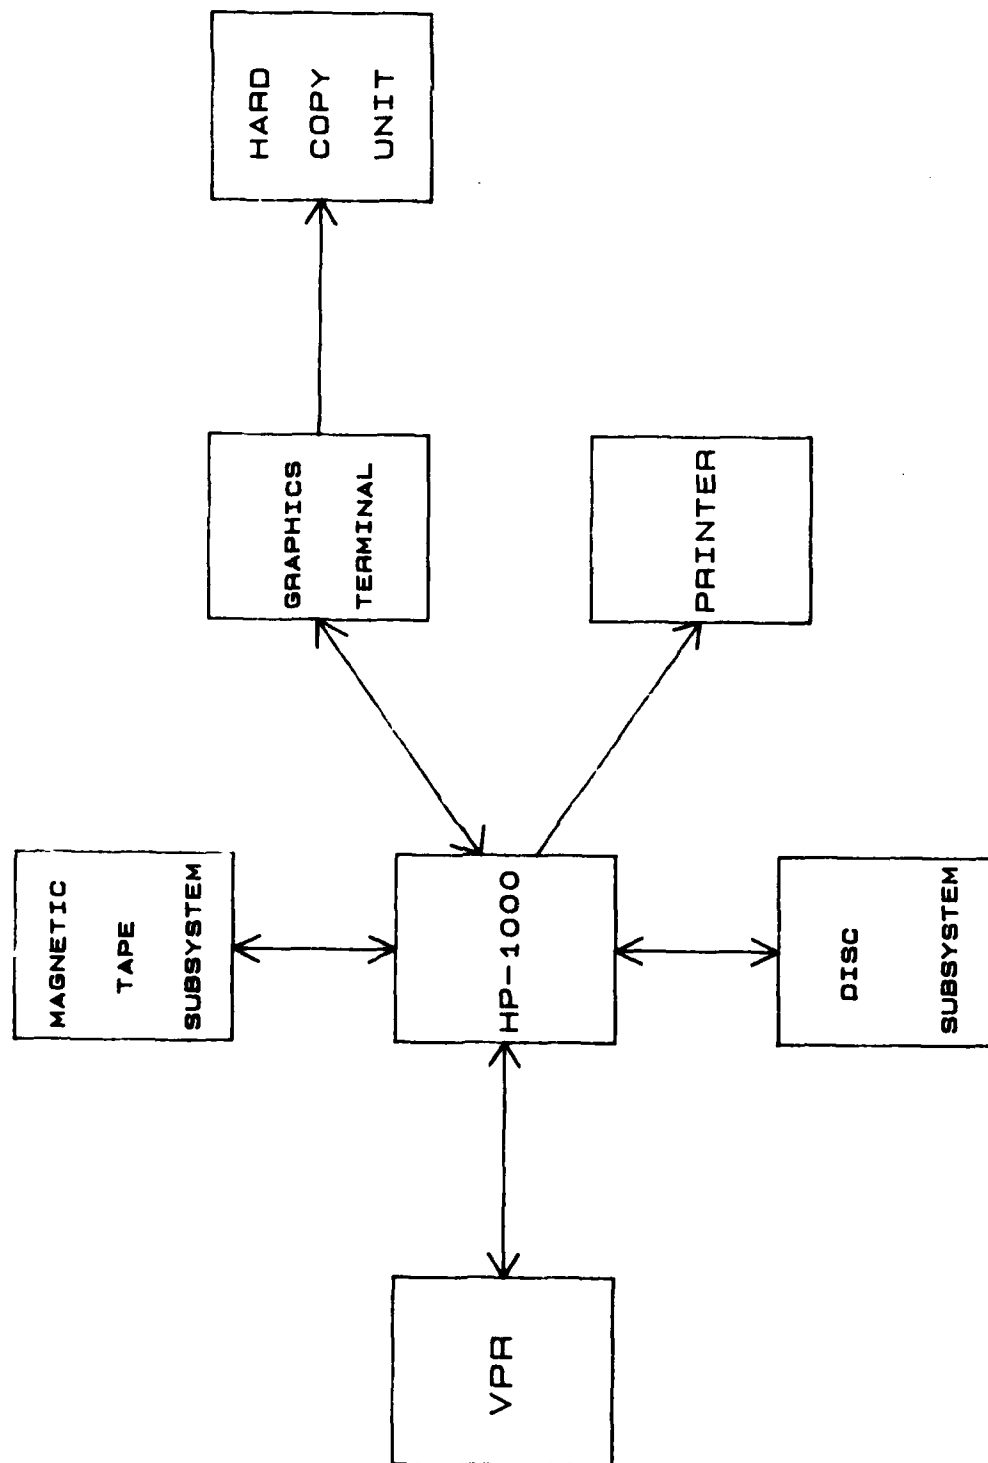 MAGNETIC
TAPE
SUBSYSTEM
GRAPHICS
TERMINAL
HARD
COPY
UNIT
VPR
HP-1000
PRINTER
DISC
SUBSYSTEM